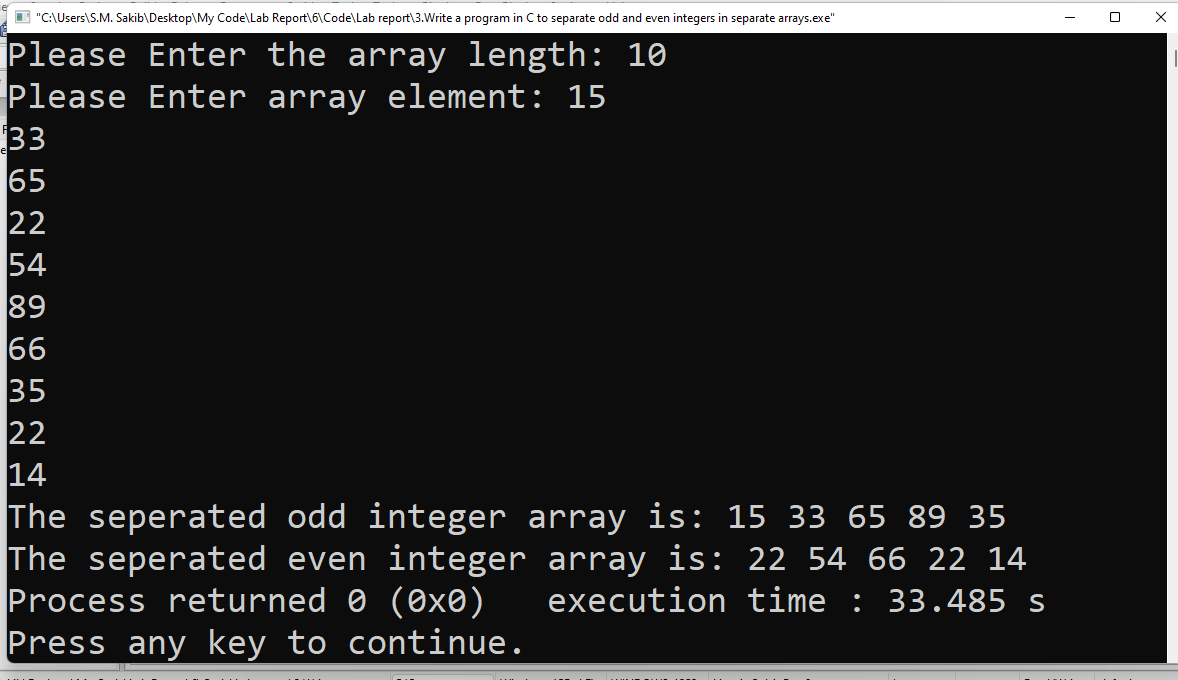 "C:\Users\S.M. Sakib\Desktop\My Code\Lab Report\6\Code\Lab report\3.Write a program in C to separate odd and even integers in separate arrays.exe"
Please Enter the array length: 10
Please Enter array element: 15
33
65
22
54
89
66
35
22
14
The seperated odd integer array is: 15 33 65 89 35
The seperated even integer array is: 22 54 66 22 14
Process returned 0 (0x0)   execution time : 33.485 s
Press any key to continue.